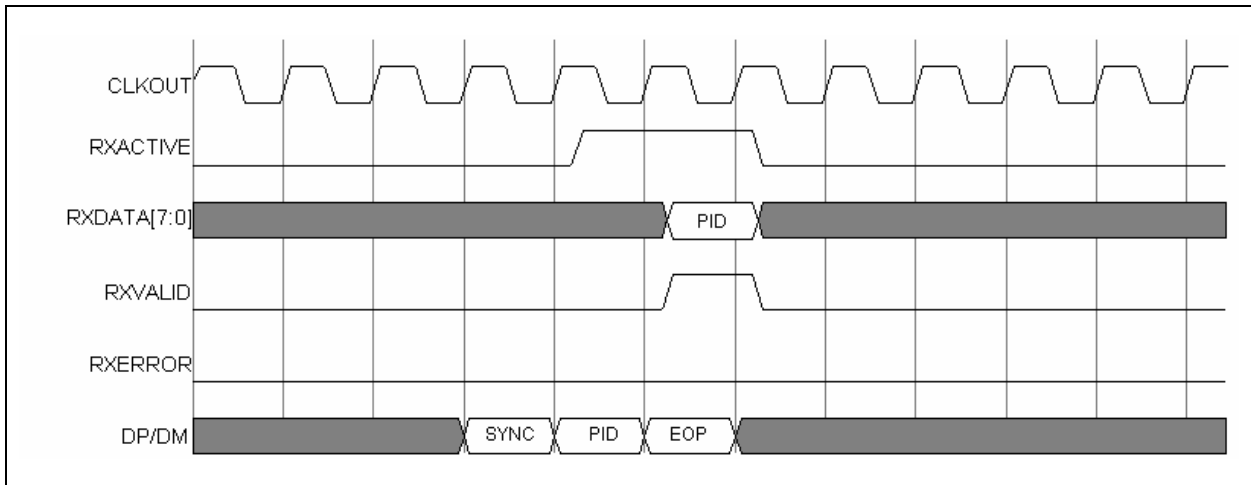 CLKOUT
RXACTIVE
RXDATA[7:0]
PID
RXVALID
RXERROR
DP/DM
SYNC
PID
EOP